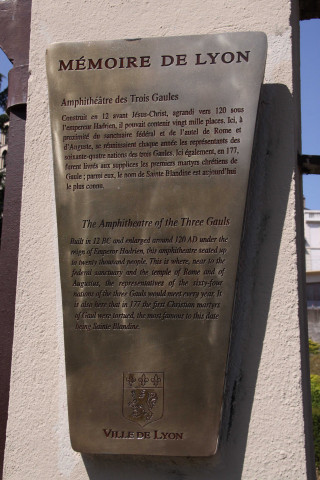 MÉMOIRE DE LYON
Amphithéâtre des Trois Gaules
Construit en 12 avant Jésus-Christ, agrandi vers 120 sous
l'empereur Hadrien, il pouvait contenir vingt mille places. Ici, à
proximité du sanctuaire fédéral et de l'autel de Rome et
d'Auguste, se réunissaient chaque année les représentants des
soixante-quatre nations des trois Gaules. Ici également, en 177,
furent livrés aux supplices les premiers martyrs chrétiens de
Gaule ; parmi eux, le nom de Sainte Blandine est aujourd'hui
le plus connu.
The Amphitheatre of the Three Gauls
Built in 12 BC and enlarged around 120 AD under the
reign of Emperor Hadrien, this amphitheatre seated up
to twenty thousand people. This is where, near to the
federal sanctuary and the temple of Rome and of
Augustus, the representatives of the sixty-four
nations of the three Gauls would meet every year. It
is also here that in 177 the first Christian martyrs
of Gaul were tortured, the most famous to this date
being Sainte Blandine.
VILLE DE LYON